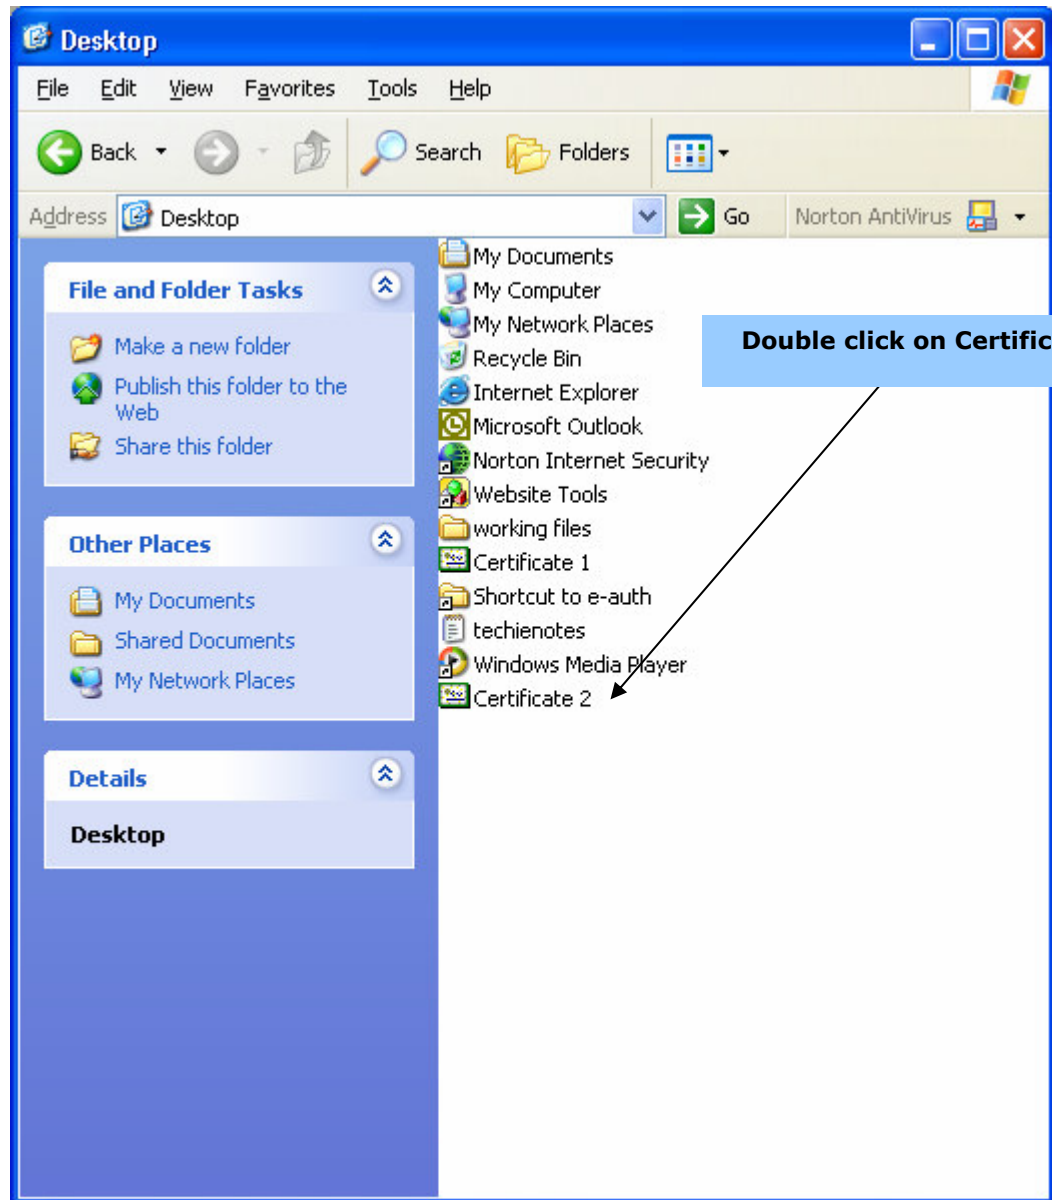 Desktop
File Edit View Favorites Tools Help
Back Search Folders
Address Desktop Go Norton AntiVirus
File and Folder Tasks
Make a new folder
Publish this folder to the
Web
Share this folder
Other Places
My Documents
Shared Documents
My Network Places
Details
Desktop
My Documents
My Computer
My Network Places
Recycle Bin
Internet Explorer
Microsoft Outlook
Norton Internet Security
Website Tools
working files
Certificate 1
Shortcut to e-auth
techienotes
Windows Media Player
Certificate 2
Double click on Certific